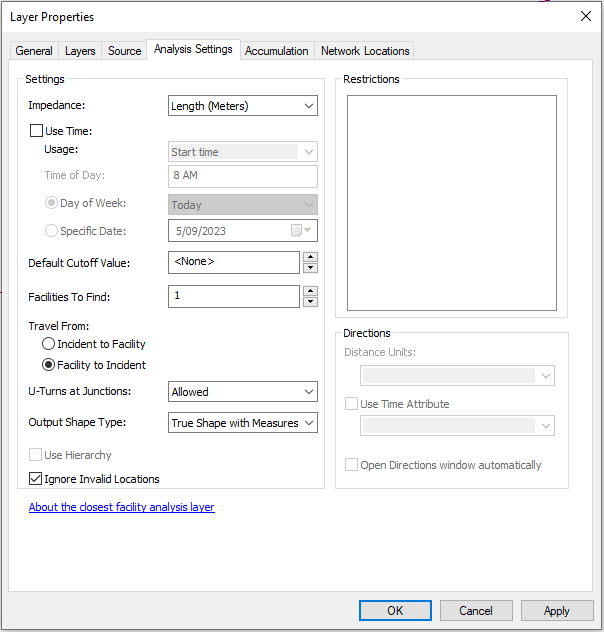 Layer Properties
General Layers Source Analysis Settings Accumulation Network Locations
Settings
Impedance: Length (Meters)
Use Time:
Usage: Start time
Time of Day: 8 AM
Day of Week: Today
Specific Date: 5/09/2023
Default Cutoff Value: <None>
Facilities To Find: 1
Travel From:
Incident to Facility
Facility to Incident
U-Turns at Junctions: Allowed
Output Shape Type: True Shape with Measures
Use Hierarchy
Ignore Invalid Locations
About the closest facility analysis layer
Restrictions
Directions
Distance Units:
Use Time Attribute
Open Directions window automatically
OK Cancel Apply